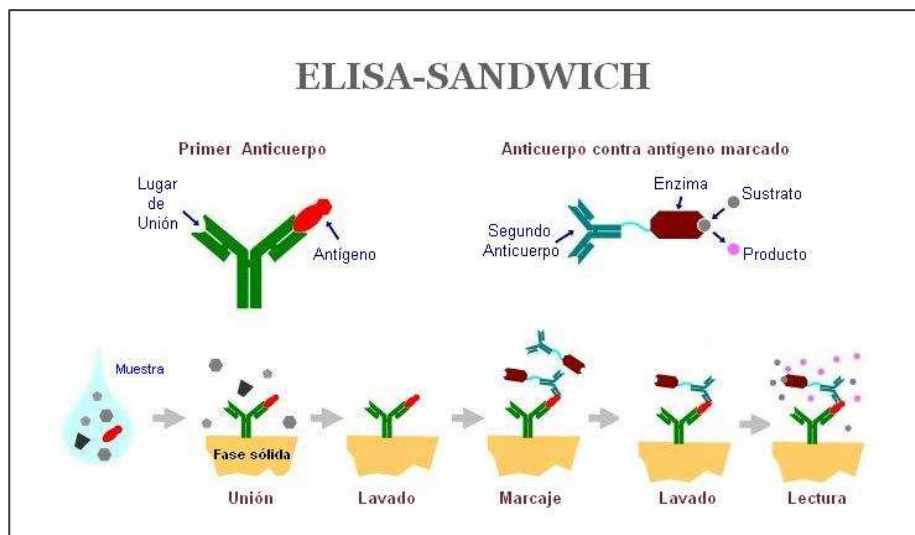 ELISA-SANDWICH
Primer Anticuerpo
Anticuerpo contra antígeno marcado
Lugar
de
Unión
Antígeno
Enzima
Sustrato
Segundo
Anticuerpo
Producto
Muestra
Fase sólida
Unión
Lavado
Marcaje
Lavado
Lectura